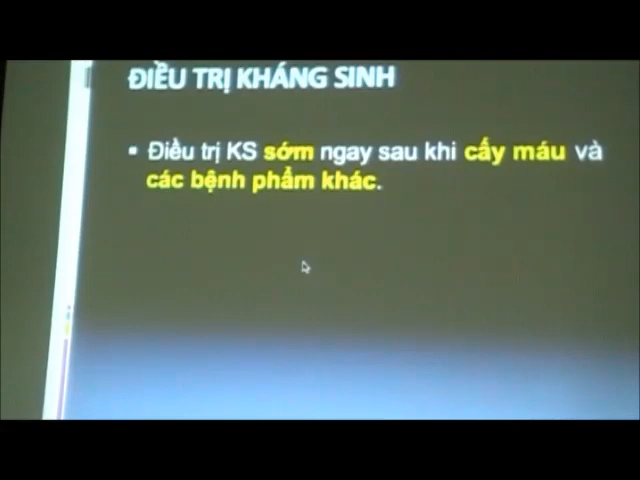 ĐIỀU TRỊ KHÁNG SINH
▪ Điều trị KS sớm ngay sau khi cấy máu và
các bệnh phẩm khác.